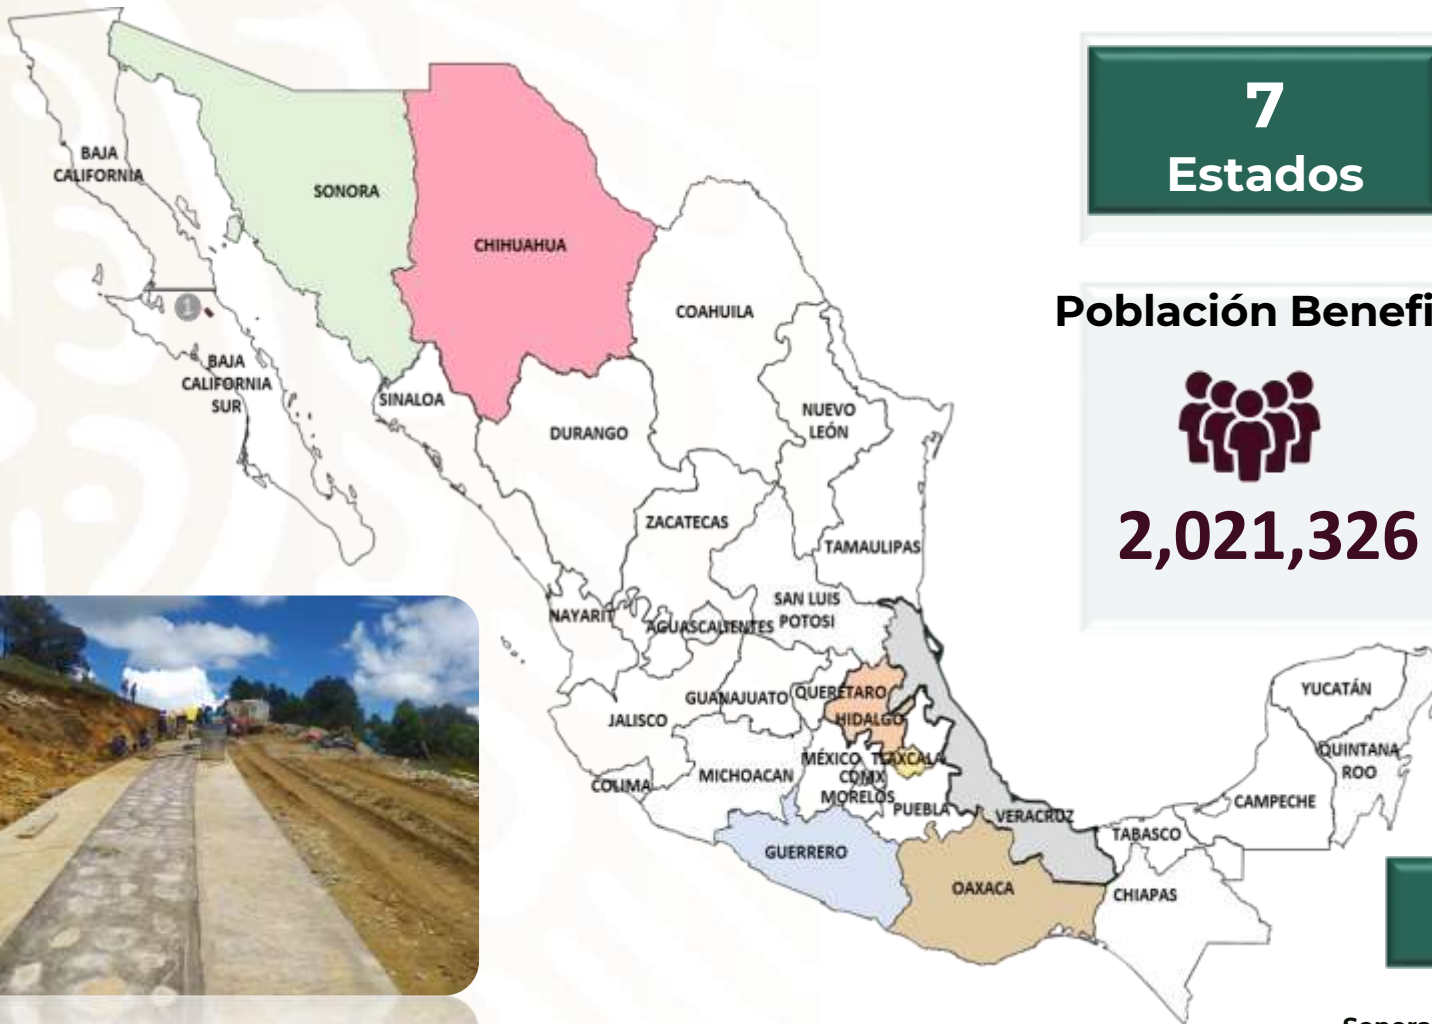 7
Estados
Población Benefi
2,021,326
BAJA
CALIFORNIA
SONORA
CHIHUAHUA
COAHUILA
1
BAJA
CALIFORNIA
SUR
SINALOA
DURANGO
NUEVO
LEÓN
ZACATECAS
TAMAULIPAS
NAYARIT
AGUASCALIENTES
SAN LUIS
POTOSI
GUANAJUATO
QUERETARO
JALISCO
HIDALGO
YUCATÁN
QUINTANA
ROO
MÉXICO
TLAXCALA
CDMX
MICHOACAN
COLIMA
MORELOS
PUEBLA
VERACRUZ
CAMPECHE
TABASCO
GUERRERO
OAXACA
CHIAPAS
Sonora